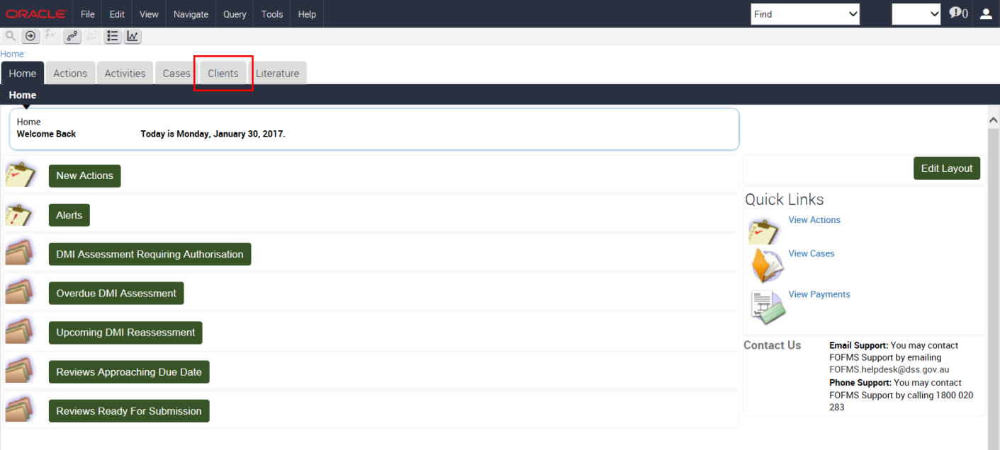 ORACLE File Edit View Navigate Query Tools Help Find 0
Home:
Home Actions Activities Cases Clients Literature
Home
Home
Welcome Back Today is Monday, January 30, 2017.
New Actions
Alerts
DMI Assessment Requiring Authorisation
Overdue DMI Assessment
Upcoming DMI Reassessment
Reviews Approaching Due Date
Reviews Ready For Submission
Edit Layout
Quick Links
View Actions
View Cases
View Payments
Contact Us
Email Support: You may contact
FOFMS Support by emailing
FOFMS.helpdesk@dss.gov.au
Phone Support: You may contact
FOFMS Support by calling 1800 020
283